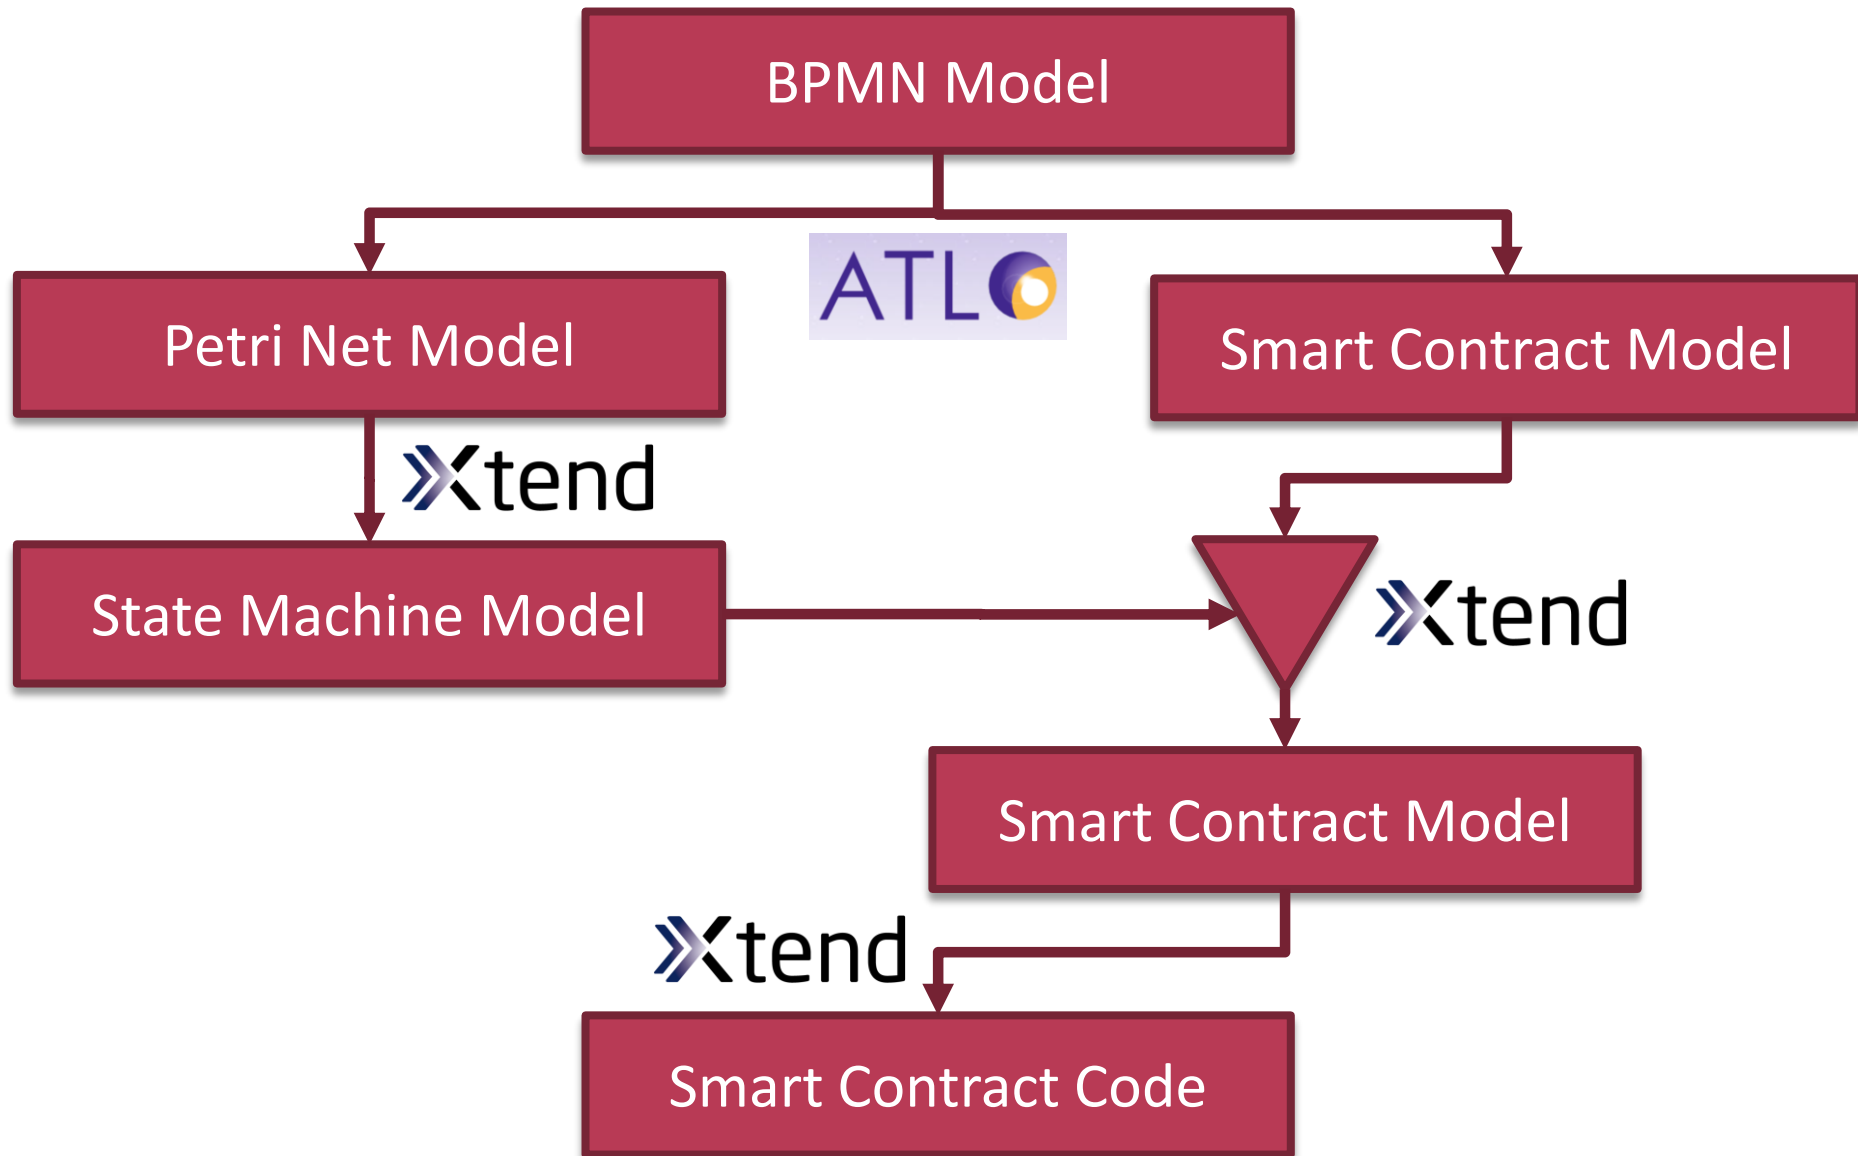 BPMN Model
ATL
Petri Net Model
Smart Contract Model
Xtend
State Machine Model
Xtend
Smart Contract Model
Xtend
Smart Contract Code